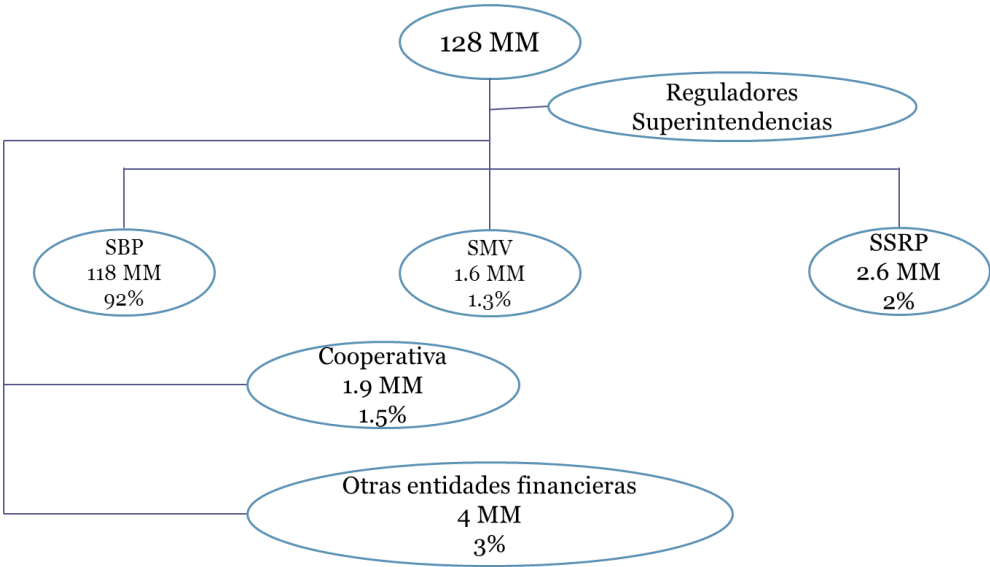 128 MM
Reguladores
Superintendencias
SBP
118 MM
92%
SMV
1.6 MM
1.3%
SSRP
2.6 MM
2%
Cooperativa
1.9 MM
1.5%
Otras entidades financieras
4 MM
3%